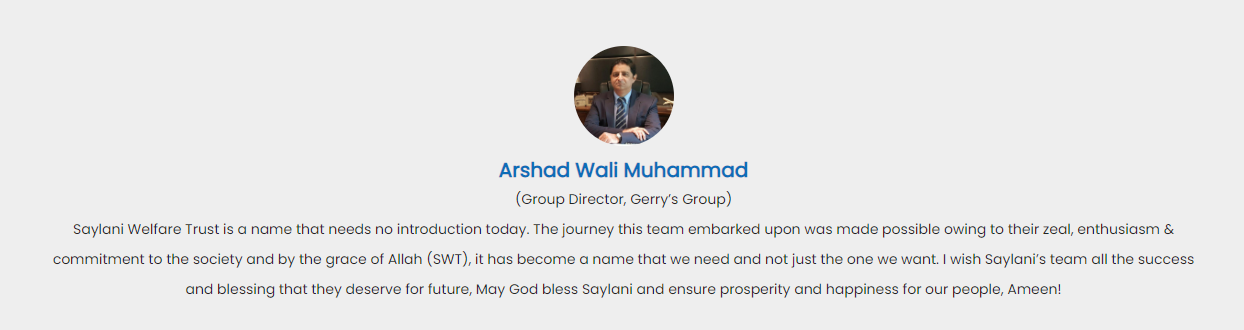 Arshad Wali Muhammad
(Group Director, Gerry’s Group)
Saylani Welfare Trust is a name that needs no introduction today. The journey this team embarked upon was made possible owing to their zeal, enthusiasm &
commitment to the society and by the grace of Allah (SWT), it has become a name that we need and not just the one we want. I wish Saylani’s team all the success
and blessing that they deserve for future, May God bless Saylani and ensure prosperity and happiness for our people, Ameen!